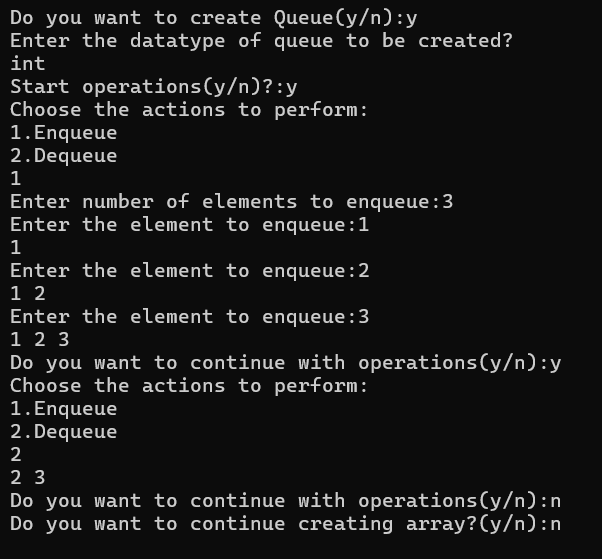 Do you want to create Queue(y/n):y
Enter the datatype of queue to be created?
int
Start operations(y/n)?:y
Choose the actions to perform:
1.Enqueue
2.Dequeue
1
Enter number of elements to enqueue:3
Enter the element to enqueue:1
1
Enter the element to enqueue:2
1 2
Enter the element to enqueue:3
1 2 3
Do you want to continue with operations(y/n):y
Choose the actions to perform:
1.Enqueue
2.Dequeue
2
2 3
Do you want to continue with operations(y/n):n
Do you want to continue creating array?(y/n):n